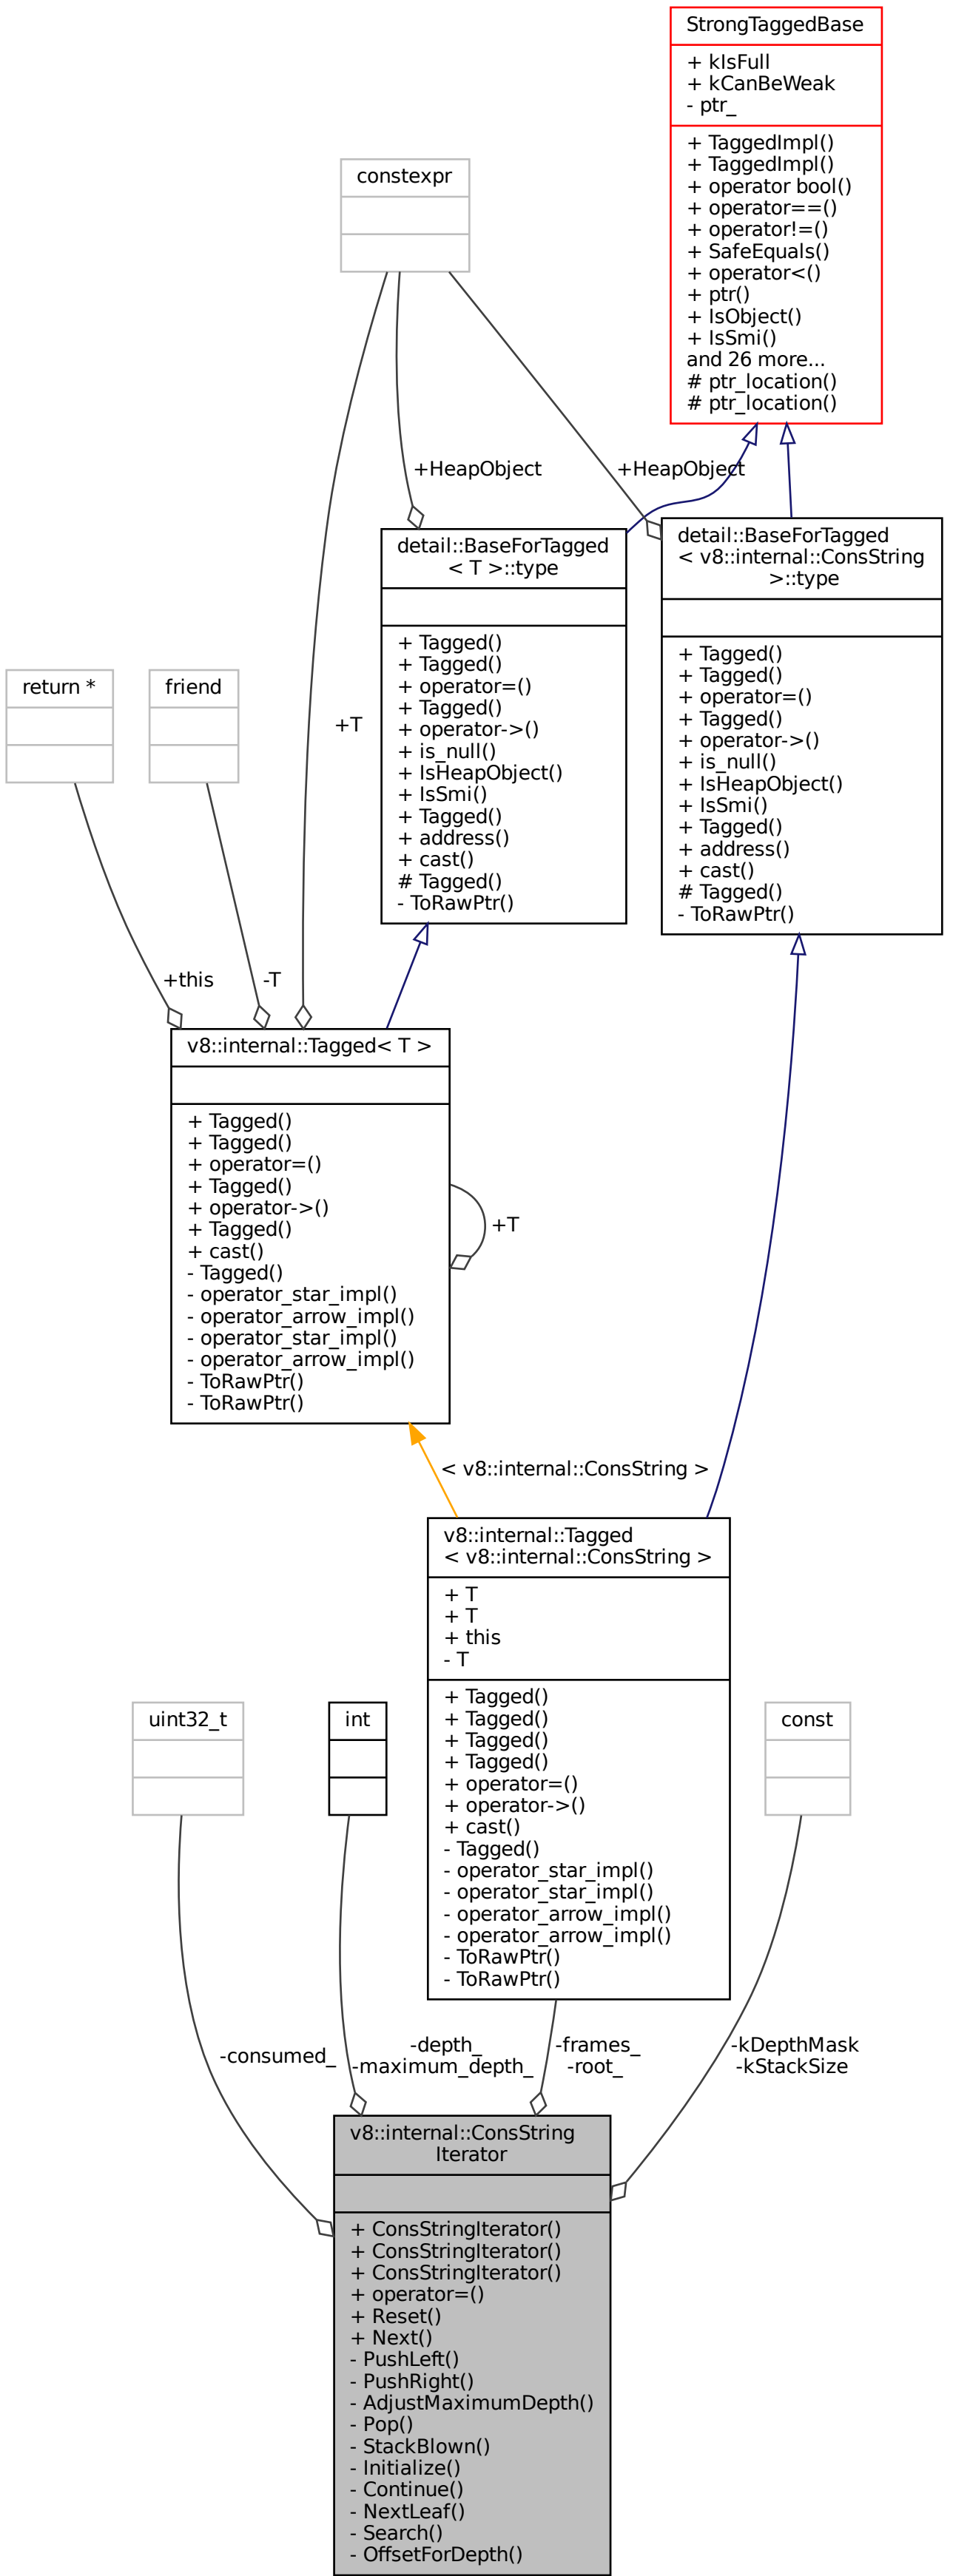 StrongTaggedBase
+ kIsFull
+ kCanBeWeak
- ptr_
+ TaggedImpl()
+ TaggedImpl()
+ operator bool()
+ operator==()
+ operator!=()
+ SafeEquals()
+ operator<()
+ ptr()
+ IsObject()
+ IsSmi()
and 26 more...
# ptr_location()
# ptr_location()
constexpr
+HeapObject
+HeapObject
detail::BaseForTagged
< T >::type
+ Tagged()
+ Tagged()
+ operator=()
+ Tagged()
+ operator->()
+ is_null()
+ IsHeapObject()
+ IsSmi()
+ Tagged()
+ address()
+ cast()
# Tagged()
- ToRawPtr()
detail::BaseForTagged
< v8::internal::ConsString
>::type
+ Tagged()
+ Tagged()
+ operator=()
+ Tagged()
+ operator->()
+ is_null()
+ IsHeapObject()
+ IsSmi()
+ Tagged()
+ address()
+ cast()
# Tagged()
- ToRawPtr()
return *
friend
+T
+this
-T
v8::internal::Tagged< T >
+ Tagged()
+ Tagged()
+ operator=()
+ Tagged()
+ operator->()
+ Tagged()
+ cast()
- Tagged()
- operator_star_impl()
- operator_arrow_impl()
- operator_star_impl()
- operator_arrow_impl()
- ToRawPtr()
- ToRawPtr()
+T
< v8::internal::ConsString >
v8::internal::Tagged
< v8::internal::ConsString >
+ T
+ T
+ this
- T
+ Tagged()
+ Tagged()
+ Tagged()
+ Tagged()
+ operator=()
+ operator->()
+ cast()
- Tagged()
- operator_star_impl()
- operator_star_impl()
- operator_arrow_impl()
- operator_arrow_impl()
- ToRawPtr()
- ToRawPtr()
uint32_t
int
const
-consumed_
-depth_
-maximum_depth_
-frames_
-root_
-kDepthMask
-kStackSize
v8::internal::ConsString
Iterator
+ ConsStringIterator()
+ ConsStringIterator()
+ ConsStringIterator()
+ operator=()
+ Reset()
+ Next()
- PushLeft()
- PushRight()
- AdjustMaximumDepth()
- Pop()
- StackBlown()
- Initialize()
- Continue()
- NextLeaf()
- Search()
- OffsetForDepth()